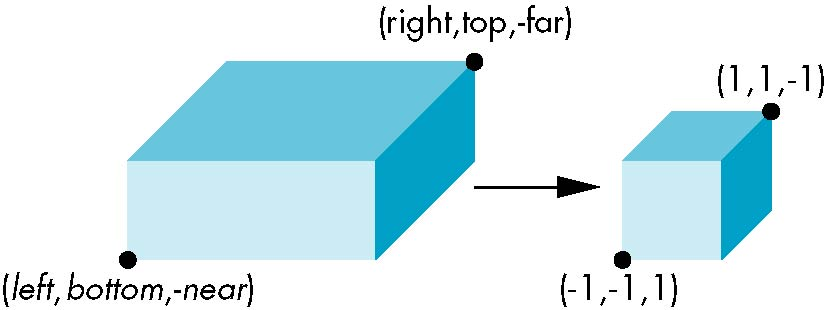 (right,top,-far)
(1,1,-1)
(left,bottom,-near)
(-1,-1,1)